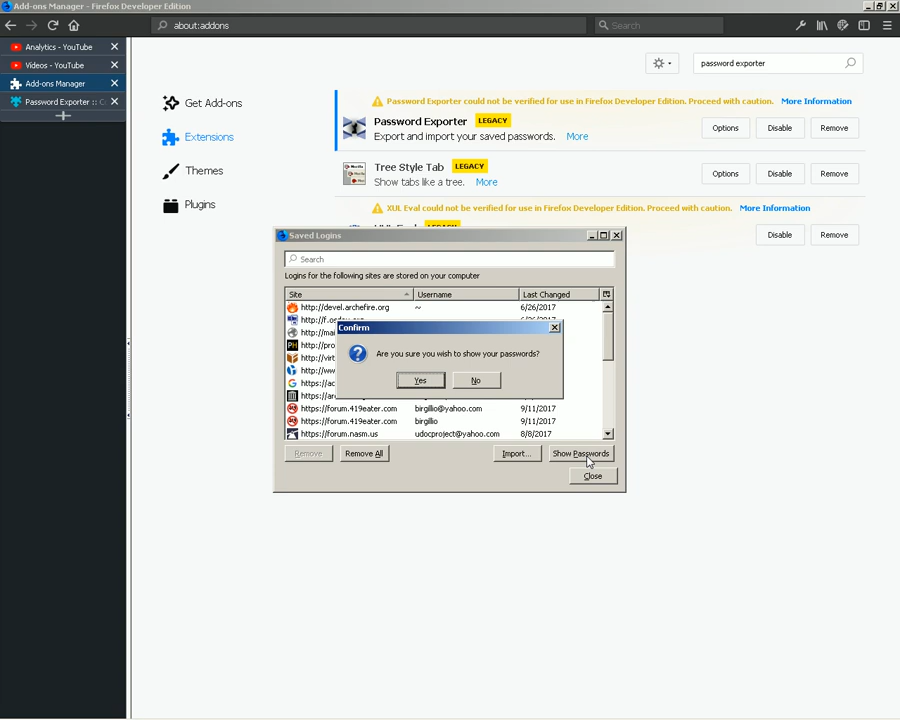 Add-ons Manager - Firefox Developer Edition
about:addons
Search
Analytics - YouTube
Vídeos - YouTube
Add-ons Manager
Password Exporter ::
password exporter
Get Add-ons
Extensions
Themes
Plugins
Password Exporter could not be verified for use in Firefox Developer Edition. Proceed with caution. More Information
Password Exporter LEGACY
Export and import your saved passwords. More
Options Disable Remove
Tree Style Tab LEGACY
Show tabs like a tree. More
Options Disable Remove
XUL Eval could not be verified for use in Firefox Developer Edition. Proceed with caution. More Information
Disable Remove
Saved Logins
Search
Logins for the following sites are stored on your computer
Site Username Last Changed
http://devel.archefire.org ~ 6/26/2017
Confirm
Are you sure you wish to show your passwords?
Yes No
https://forum.419eater.com birgillio@yahoo.com 9/11/2017
https://forum.419eater.com birgillio 9/11/2017
https://forum.nasm.us udocproject@yahoo.com 8/8/2017
Remove Remove All Import... Show Passwords
Close